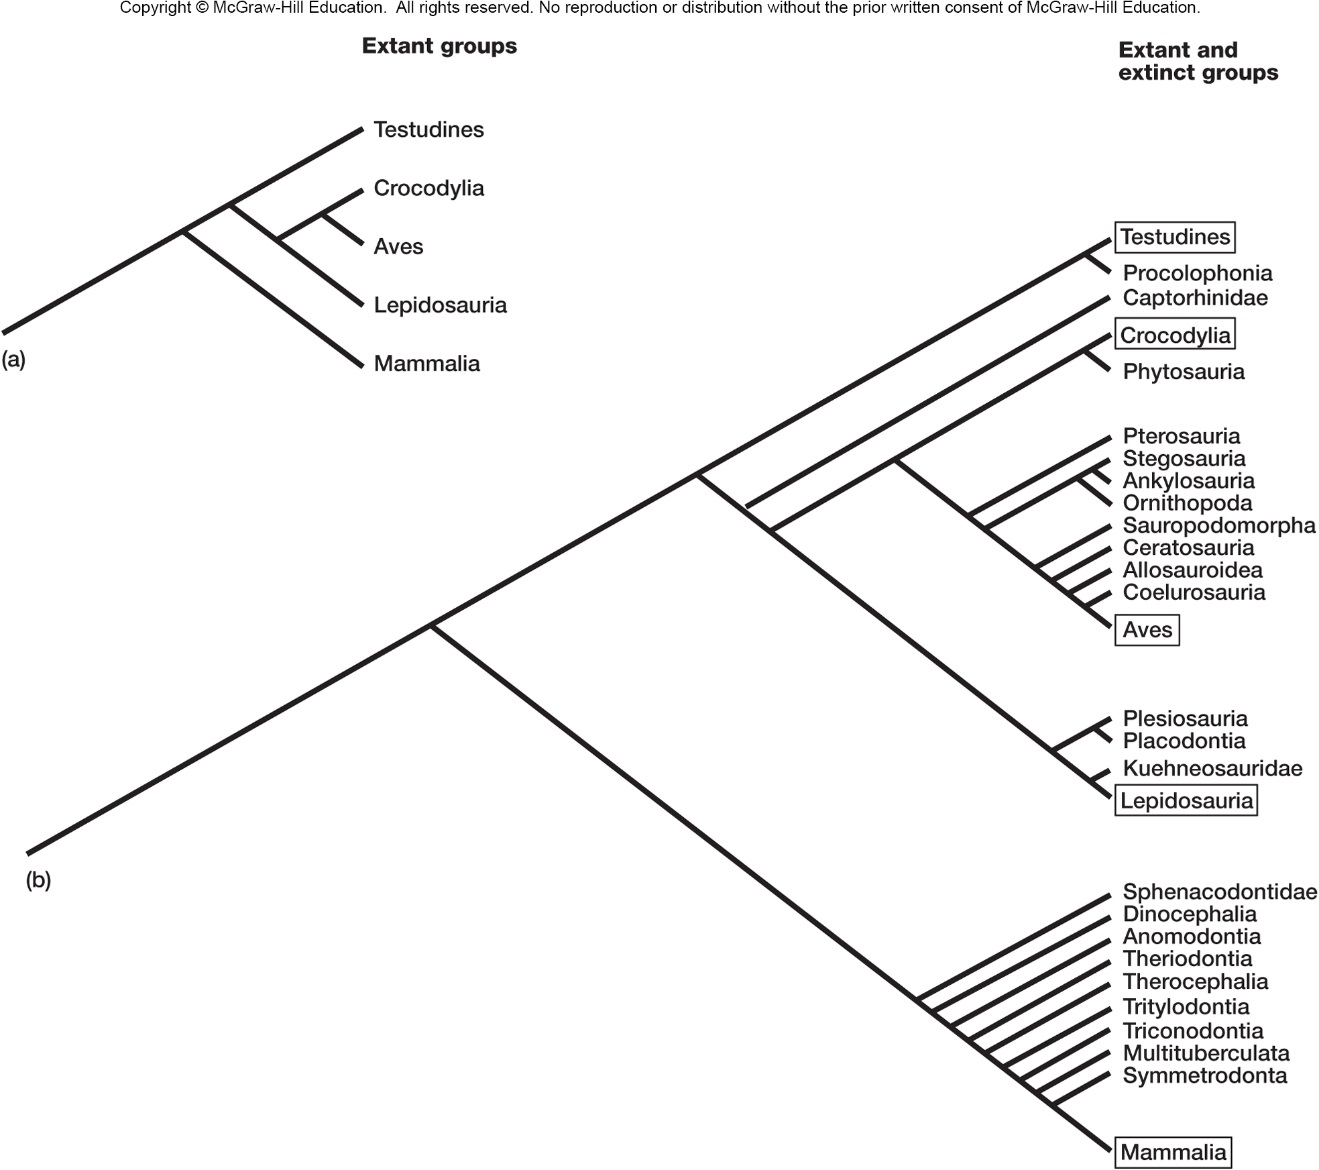 Copyright © McGraw-Hill Education.  All rights reserved. No reproduction or distribution without the prior written consent of McGraw-Hill Education.
Extant groups
Testudines
Crocodylia
Aves
Lepidosauria
Mammalia
(a)
Extant and
extinct groups
Testudines
Procolophonia
Captorhinidae
Crocodylia
Phytosauria
Pterosauria
Stegosauria
Ankylosauria
Ornithopoda
Sauropodomorpha
Ceratosauria
Allosauroidea
Coelurosauria
Aves
Plesiosauria
Placodontia
Kuehneosauridae
Lepidosauria
(b)
Sphenacodontidae
Dinocephalia
Anomodontia
Theriodontia
Therocephalia
Tritylodontia
Triconodontia
Multituberculata
Symmetrodonta
Mammalia